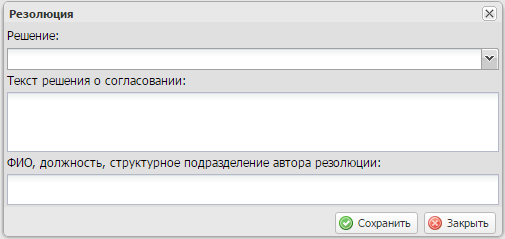 Резолюция
Решение:
Текст решения о согласовании:
ФИО, должность, структурное подразделение автора резолюции:
Сохранить Закрыть